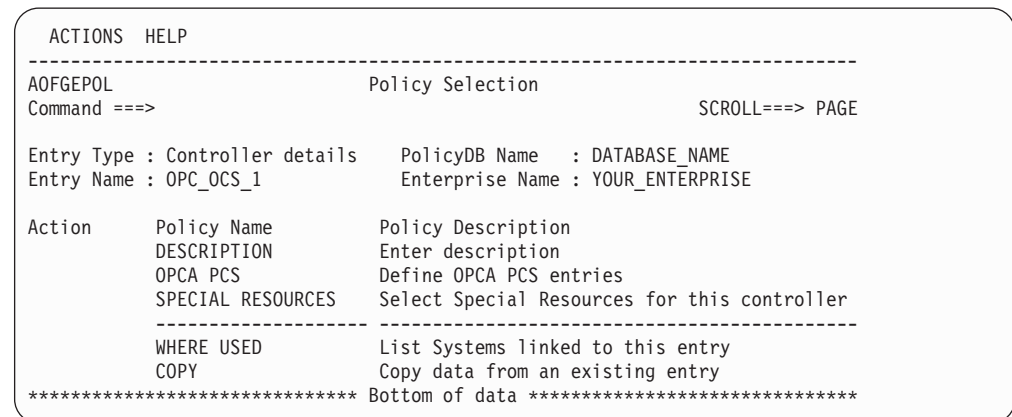 ACTIONS HELP
------------------------------------------------------------------------------
AOFGEPOL Policy Selection
Command ===> SCROLL===> PAGE
Entry Type : Controller details PolicyDB Name : DATABASE_NAME
Entry Name : OPC_OCS_1 Enterprise Name : YOUR_ENTERPRISE
Action Policy Name Policy Description
DESCRIPTION Enter description
OPCA PCS Define OPCA PCS entries
SPECIAL RESOURCES Select Special Resources for this controller
-------------------- ---------------------------------------------
WHERE USED List Systems linked to this entry
COPY Copy data from an existing entry
******************************* Bottom of data *******************************